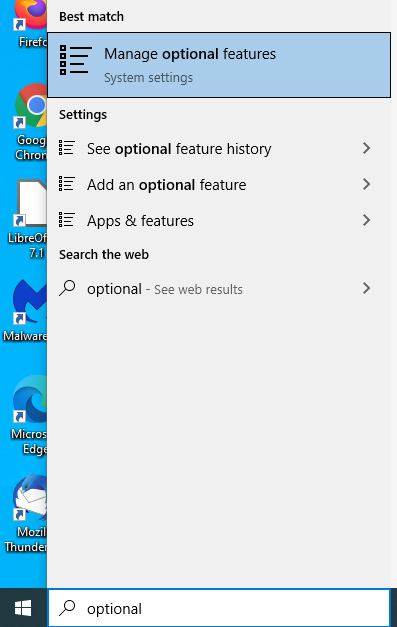 Best match
Manage optional features
System settings
Settings
See optional feature history
Add an optional feature
Apps & features
Search the web
optional - See web results
optional
Firefo
Goog
Chrom
LibreOf
7.1
Malware
Micros
Edge
Mozil
Thunder